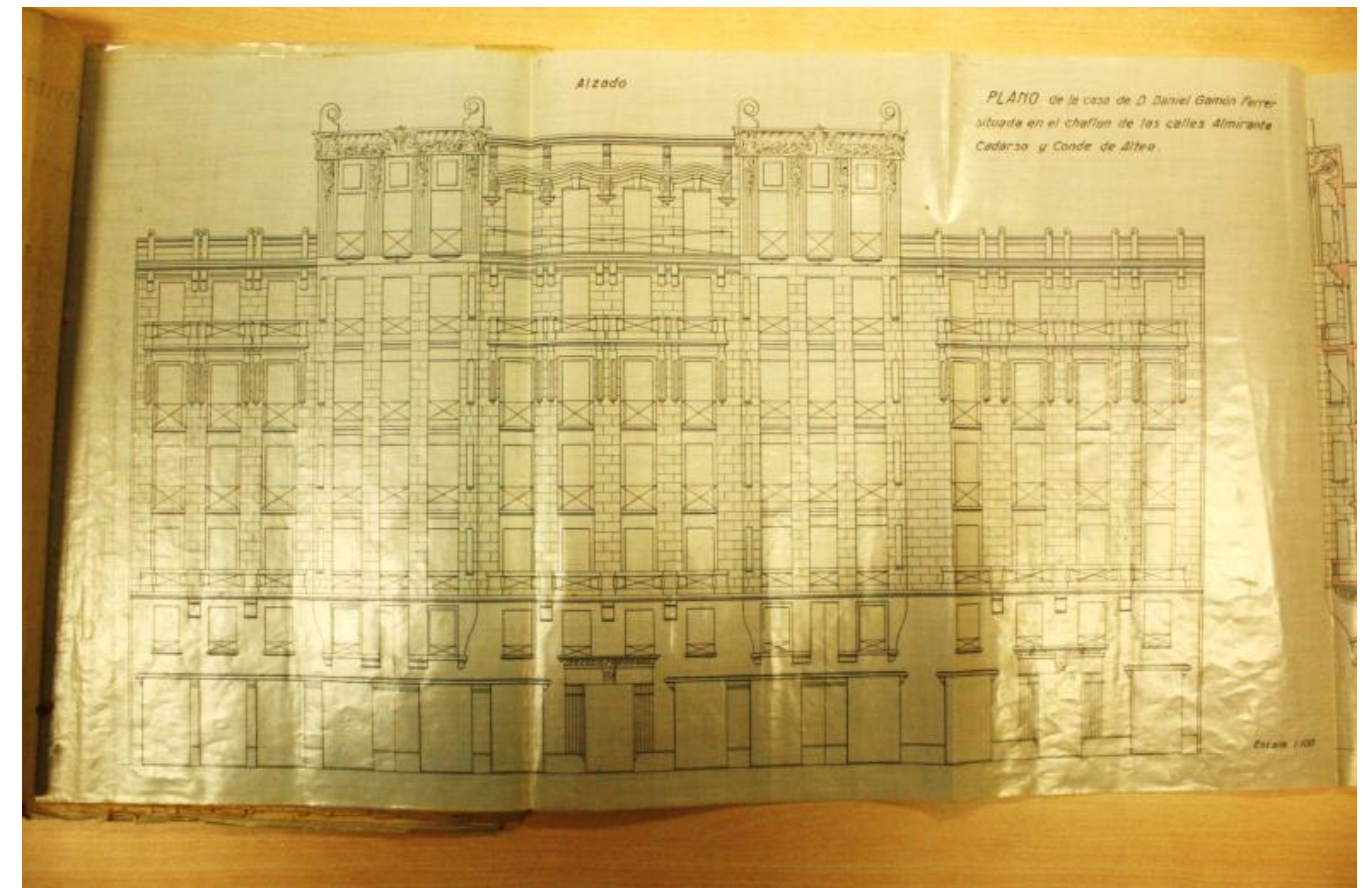 Alzado
PLANO de la casa de D Daniel Gamón Ferrer
situada en el chaflan de las calles Almirante
Cadarso y Conde de Altea
Escala 1:100